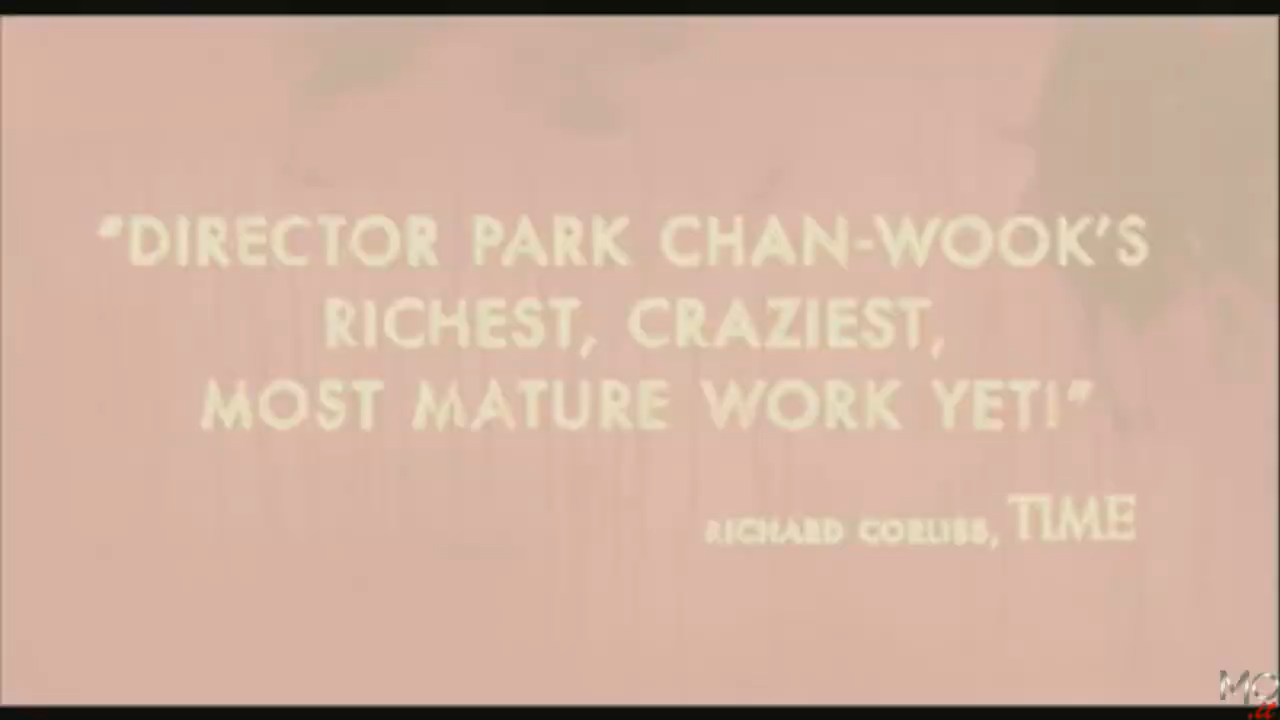 "DIRECTOR PARK CHAN-WOOK'S
RICHEST, CRAZIEST,
MOST MATURE WORK YET!"
RICHARD CORLISS, TIME